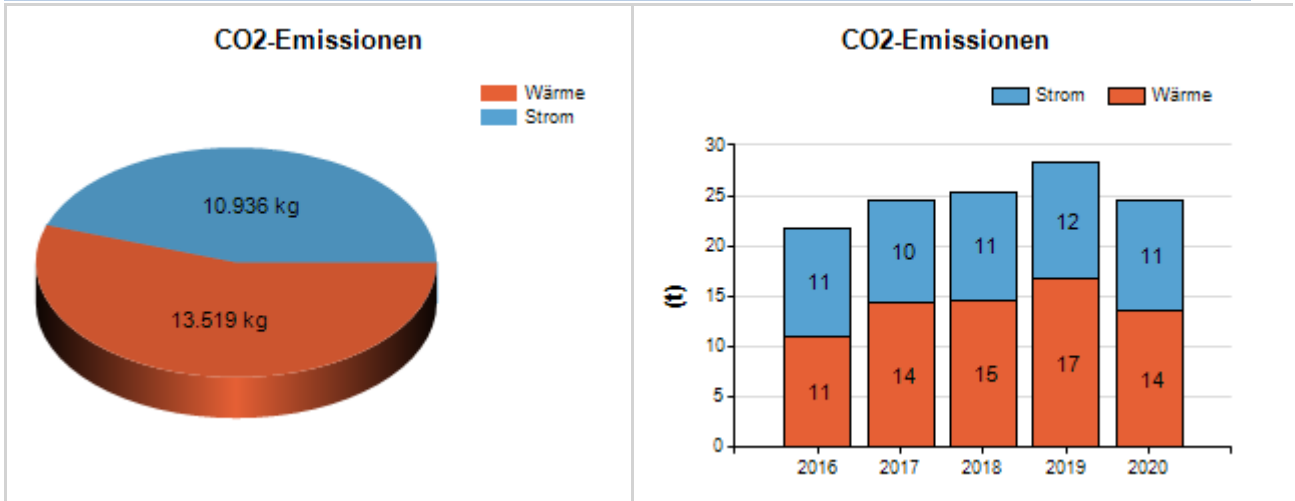 CO2-Emissionen
Wärme
Strom
10.936 kg
13.519 kg
CO2-Emissionen
Strom Wärme
(t)
30
25
20
15
10
5
0
11 10 11 12 11
11 14 15 17 14
2016 2017 2018 2019 2020